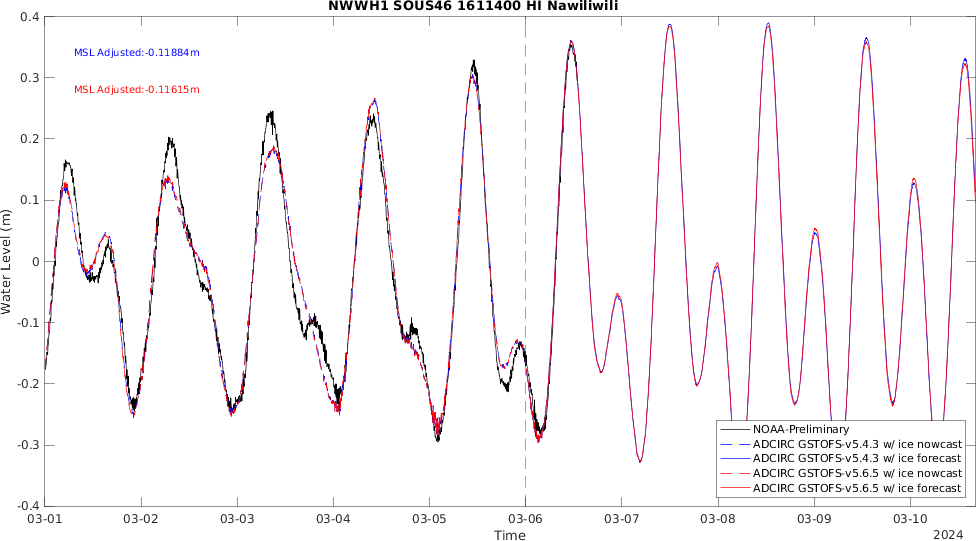 NWWH1 SOUS46 1611400 HI Nawiliwili
MSL Adjusted:-0.11884m
MSL Adjusted:-0.11615m
Water Level (m)
0.4
0.3
0.2
0.1
0
-0.1
-0.2
-0.3
-0.4
NOAA-Preliminary
ADCIRC GSTOFS-v5.4.3 w/ ice nowcast
ADCIRC GSTOFS-v5.4.3 w/ ice forecast
ADCIRC GSTOFS-v5.6.5 w/ ice nowcast
ADCIRC GSTOFS-v5.6.5 w/ ice forecast
03-01 03-02 03-03 03-04 03-05 03-06 03-07 03-08 03-09 03-10
Time
2024